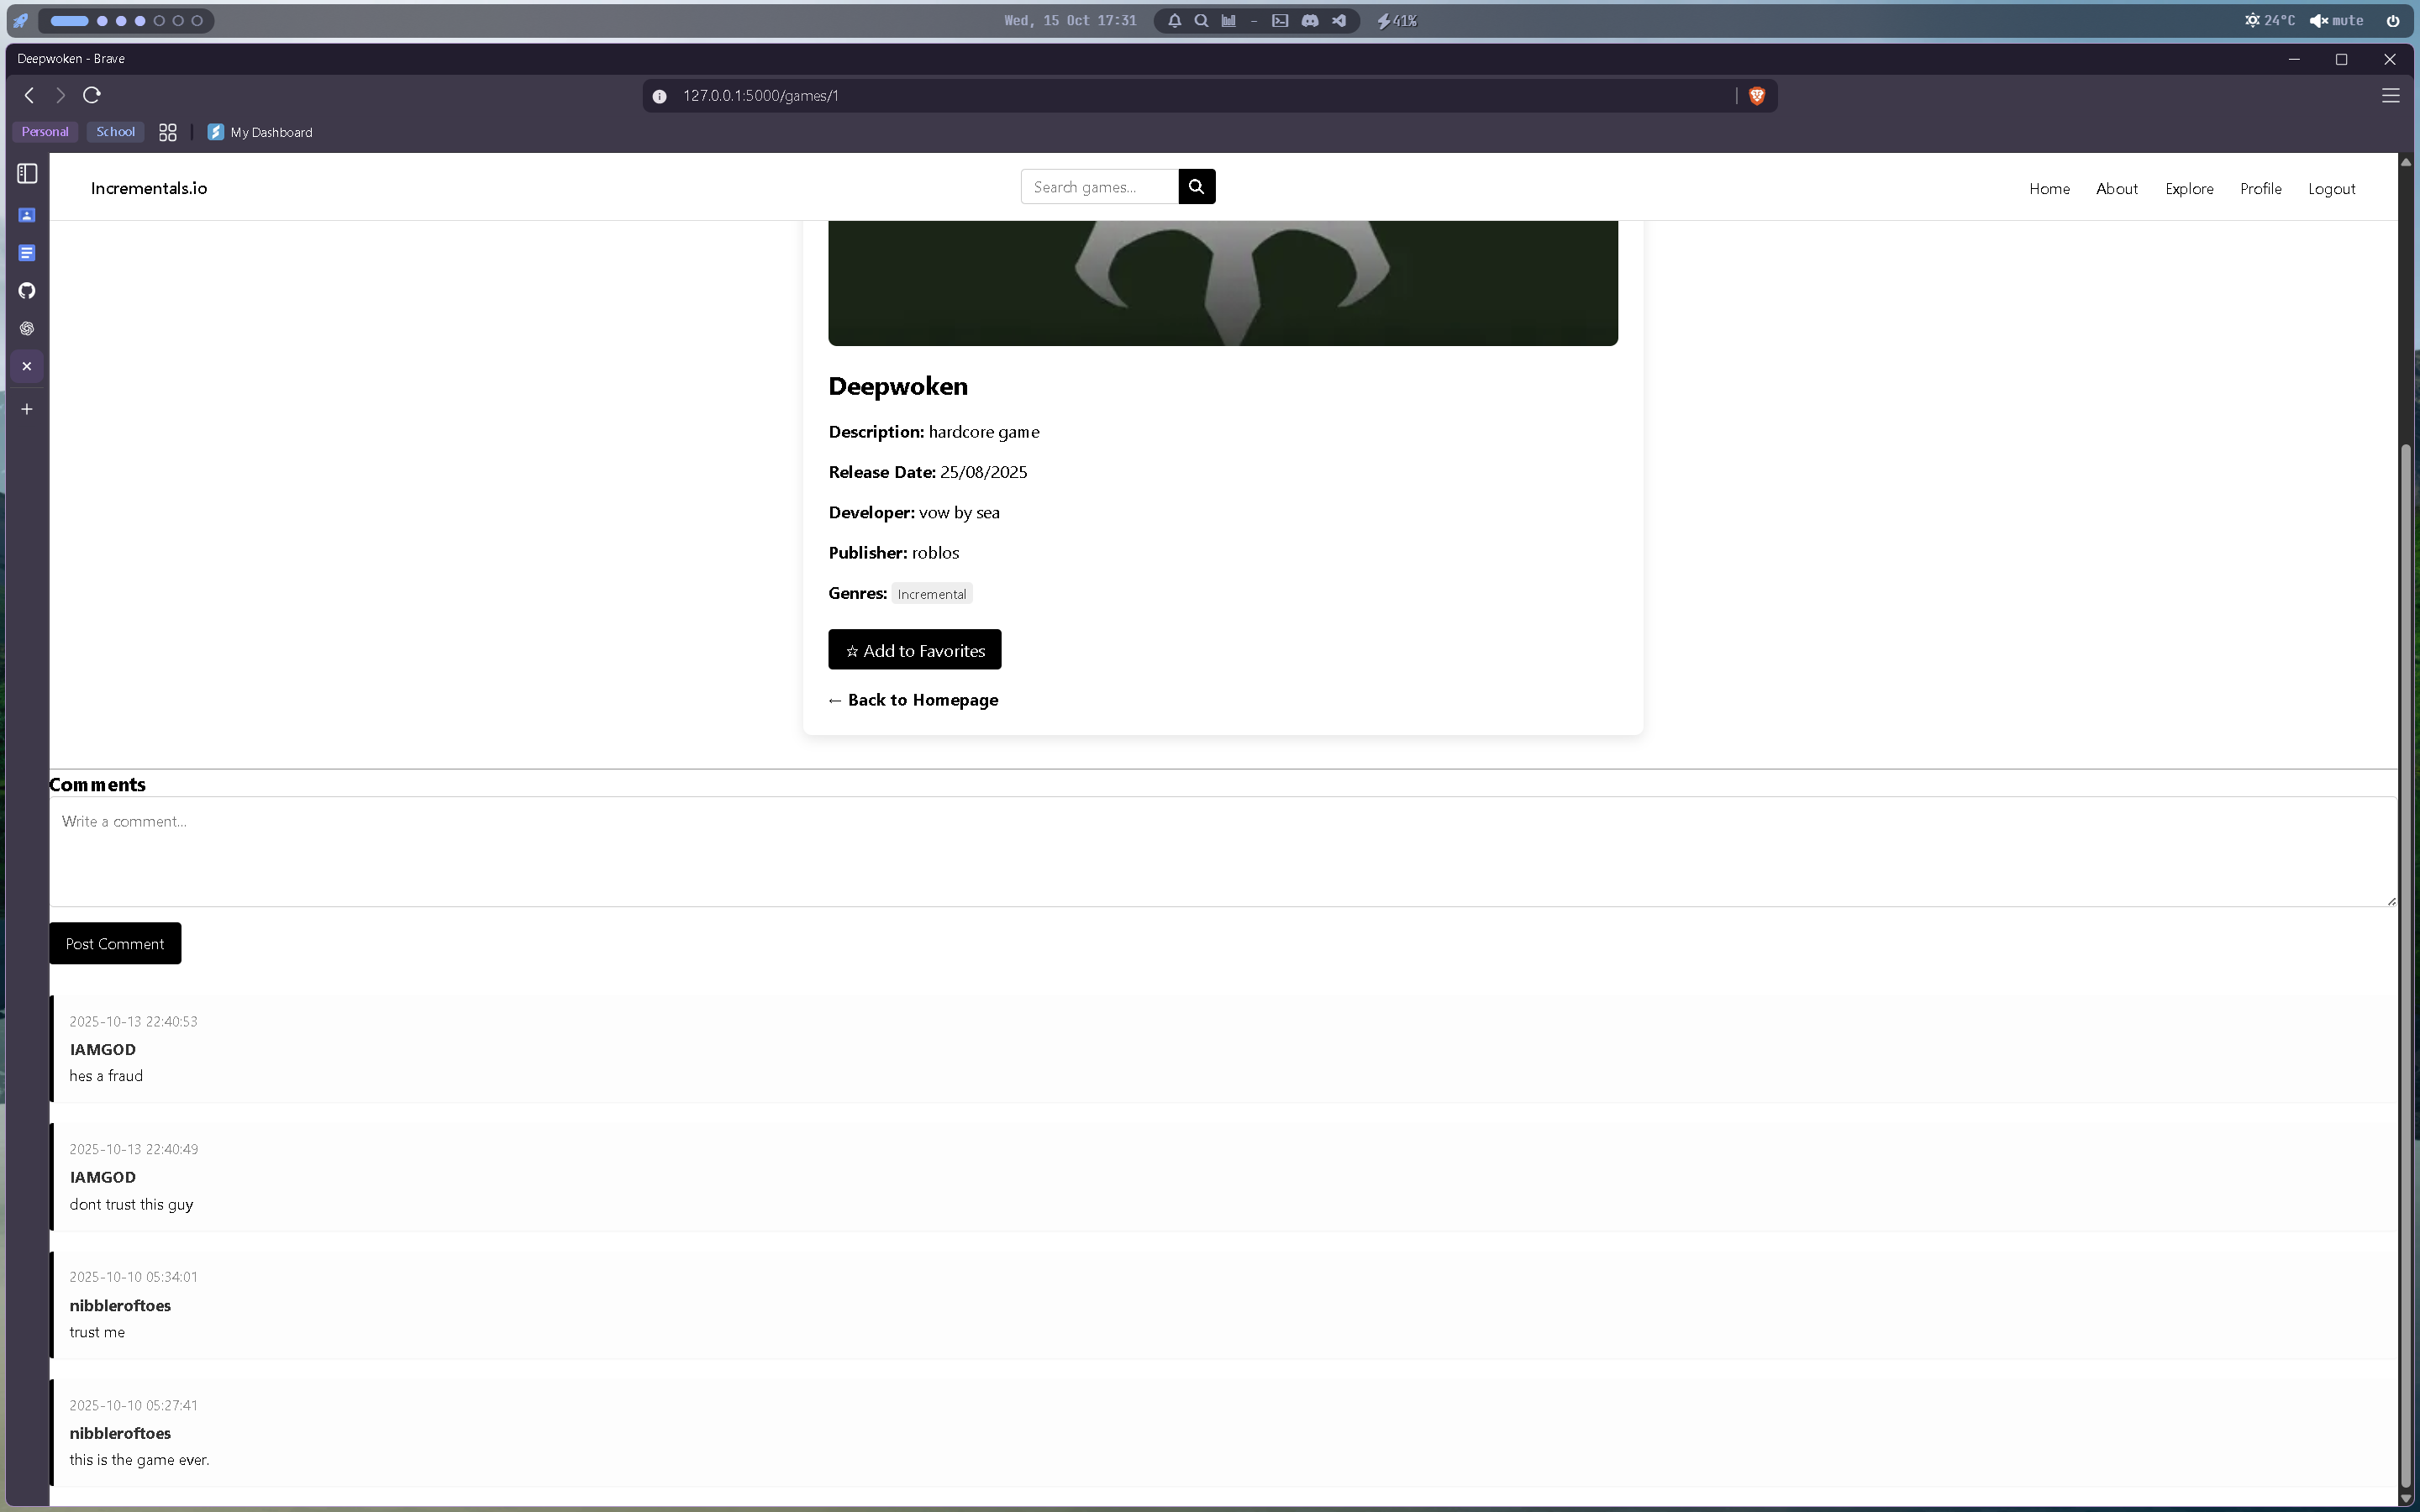 Wed, 15 Oct 17:31
41%
24°C
mute
Deepwoken - Brave
127.0.0.1:5000/games/1
Personal
School
My Dashboard
Incrementals.io
Search games...
Home
About
Explore
Profile
Logout
Deepwoken
Description: hardcore game
Release Date: 25/08/2025
Developer: vow by sea
Publisher: roblos
Genres: Incremental
☆ Add to Favorites
← Back to Homepage
Comments
Write a comment...
Post Comment
2025-10-13 22:40:53
IAMGOD
hes a fraud
2025-10-13 22:40:49
IAMGOD
dont trust this guy
2025-10-10 05:34:01
nibbleroftoes
trust me
2025-10-10 05:27:41
nibbleroftoes
this is the game ever.